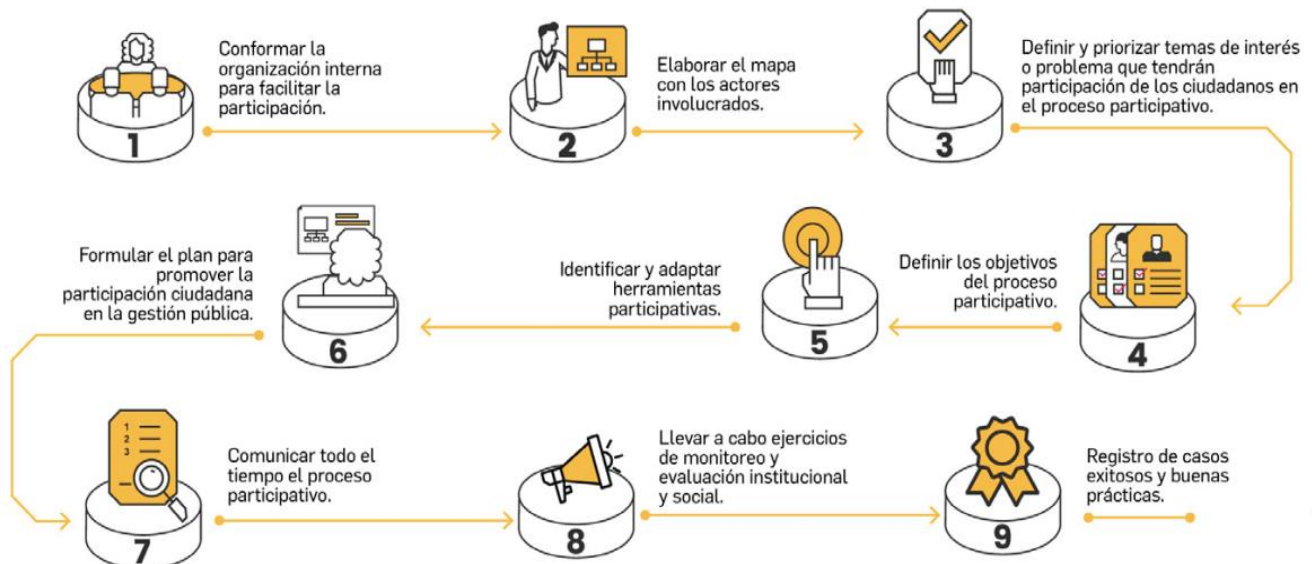 Conformar la
organización interna
para facilitar la
participación.
1
Elaborar el mapa
con los actores
involucrados.
2
Definir y priorizar temas de interés
o problema que tendrán
participación de los ciudadanos en
el proceso participativo.
3
Definir los objetivos
del proceso
participativo.
4
Identificar y adaptar
herramientas
participativas.
5
Formular el plan para
promover la
participación ciudadana
en la gestión pública.
6
1
2
3
Comunicar todo el
tiempo el proceso
participativo.
7
Llevar a cabo ejercicios
de monitoreo y
evaluación institucional
y social.
8
Registro de casos
exitosos y buenas
prácticas.
9